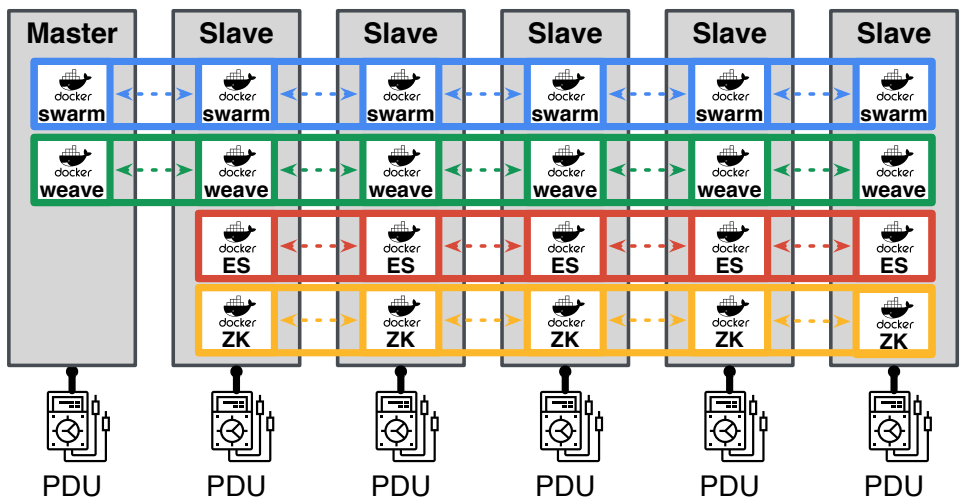 Master Slave Slave Slave Slave Slave
docker docker docker docker docker docker
swarm swarm swarm swarm swarm swarm
docker docker docker docker docker docker
weave weave weave weave weave weave
docker docker docker docker docker
ES ES ES ES ES
docker docker docker docker docker
ZK ZK ZK ZK ZK
PDU PDU PDU PDU PDU PDU